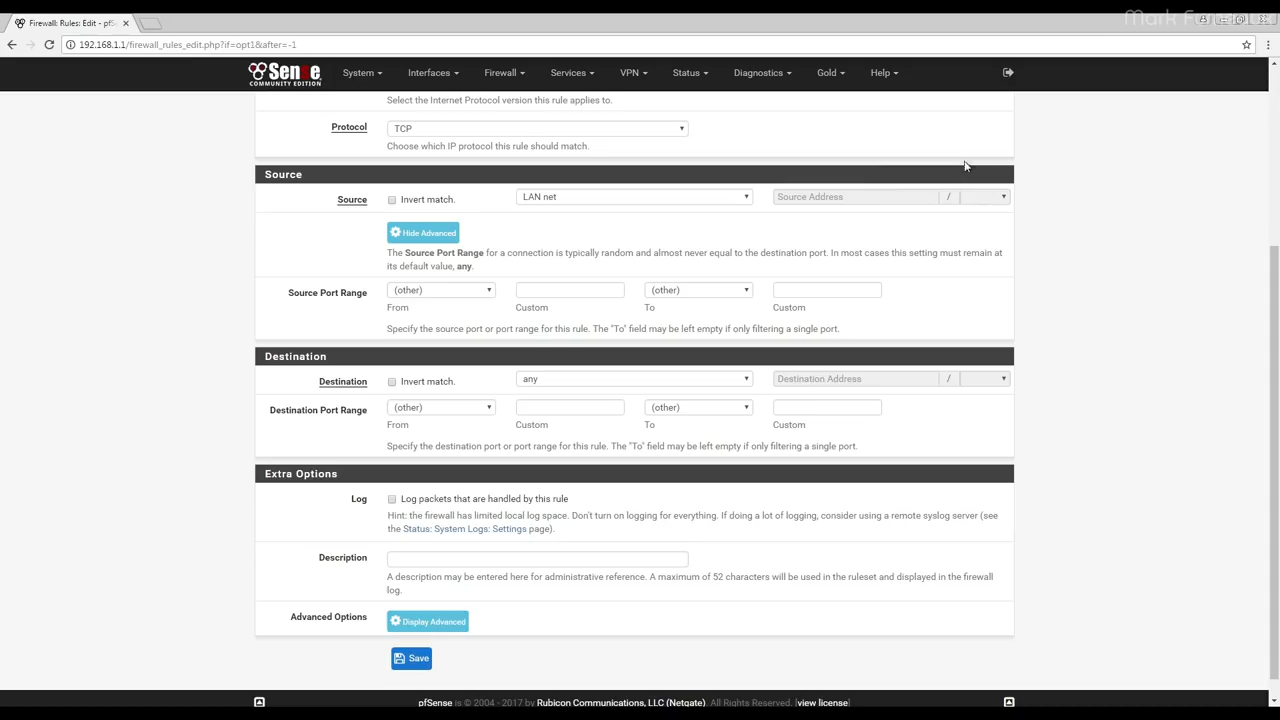 Firewall: Rules: Edit - pfS
192.168.1.1/firewall_rules_edit.php?if=opt1&after=-1
Sense
COMMUNITY EDITION
System
Interfaces
Firewall
Services
VPN
Status
Diagnostics
Gold
Help
Select the Internet Protocol version this rule applies to.
Protocol
TCP
Choose which IP protocol this rule should match.
Source
Source
Invert match.
LAN net
Source Address
/
Hide Advanced
The Source Port Range for a connection is typically random and almost never equal to the destination port. In most cases this setting must remain at
its default value, any.
Source Port Range
(other)
(other)
From
Custom
To
Custom
Specify the source port or port range for this rule. The "To" field may be left empty if only filtering a single port.
Destination
Destination
Invert match.
any
Destination Address
/
Destination Port Range
(other)
(other)
From
Custom
To
Custom
Specify the destination port or port range for this rule. The "To" field may be left empty if only filtering a single port.
Extra Options
Log
Log packets that are handled by this rule
Hint: the firewall has limited local log space. Don't turn on logging for everything. If doing a lot of logging, consider using a remote syslog server (see
the Status: System Logs: Settings page).
Description
A description may be entered here for administrative reference. A maximum of 52 characters will be used in the ruleset and displayed in the firewall
log.
Advanced Options
Display Advanced
Save
pfSense is © 2004 - 2017 by Rubicon Communications, LLC (Netgate). All Rights Reserved. [view license]